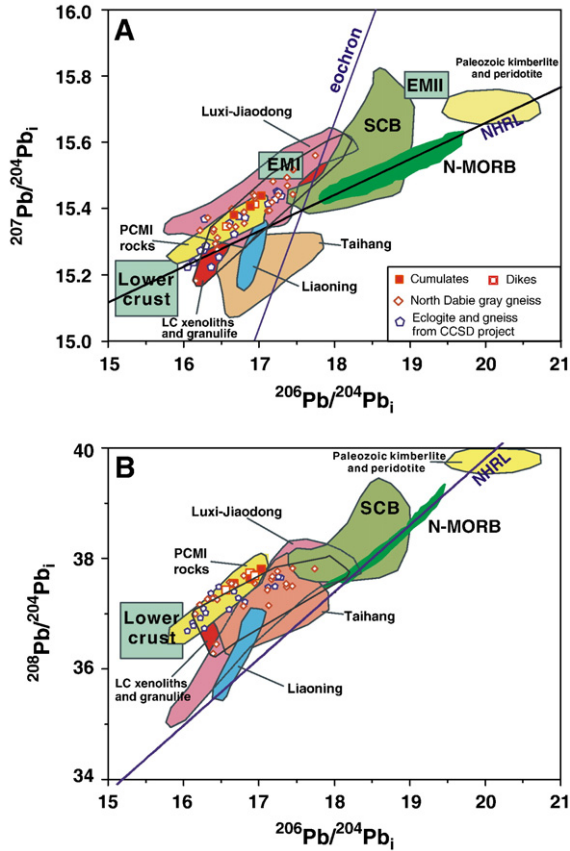 A
16.0
15.8
15.6
15.4
15.2
15.0
207Pb/204Pbi
eochron
Paleozoic kimberlite
and peridotite
EMII
Luxi-Jiaodong
SCB
NHRL
EMI
N-MORB
PCMI
rocks
Taihang
Lower
crust
Liaoning
LC xenoliths
and granulife
Cumulates
Dikes
North Dabie gray gneiss
Eclogite and gneiss
from CCSD project
15 16 17 18 19 20 21
206Pb/204Pbi
B
40
38
36
34
208Pb/204Pbi
Paleozoic kimberlite
and peridotite
NHRL
SCB
Luxi-Jiaodong
N-MORB
PCMI
rocks
Lower
crust
Taihang
LC xenoliths
and granulife
Liaoning
15 16 17 18 19 20 21
206Pb/204Pbi